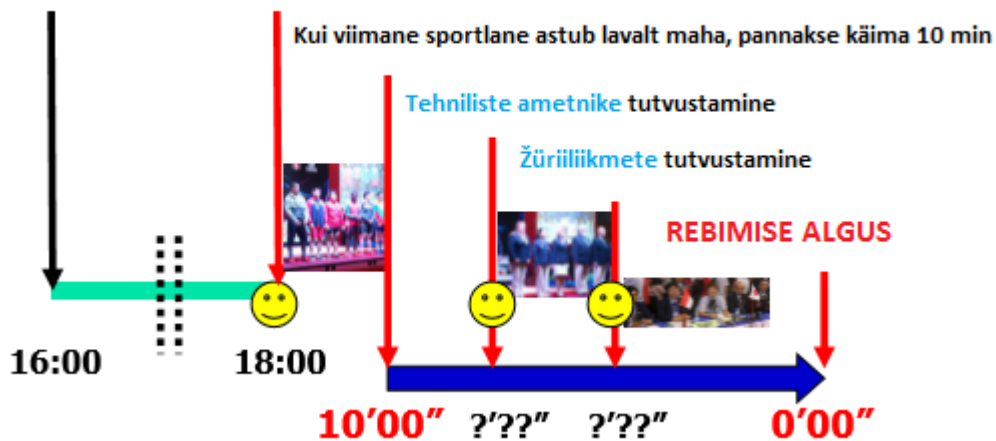 Kui viimane sportlane astub lavalt maha, pannakse käima 10 min
Tehniliste ametnike tutvustamine
Žüriiliikmete tutvustamine
REBIMISE ALGUS
16:00
18:00
10’00”
?’??”
?’??”
0’00”